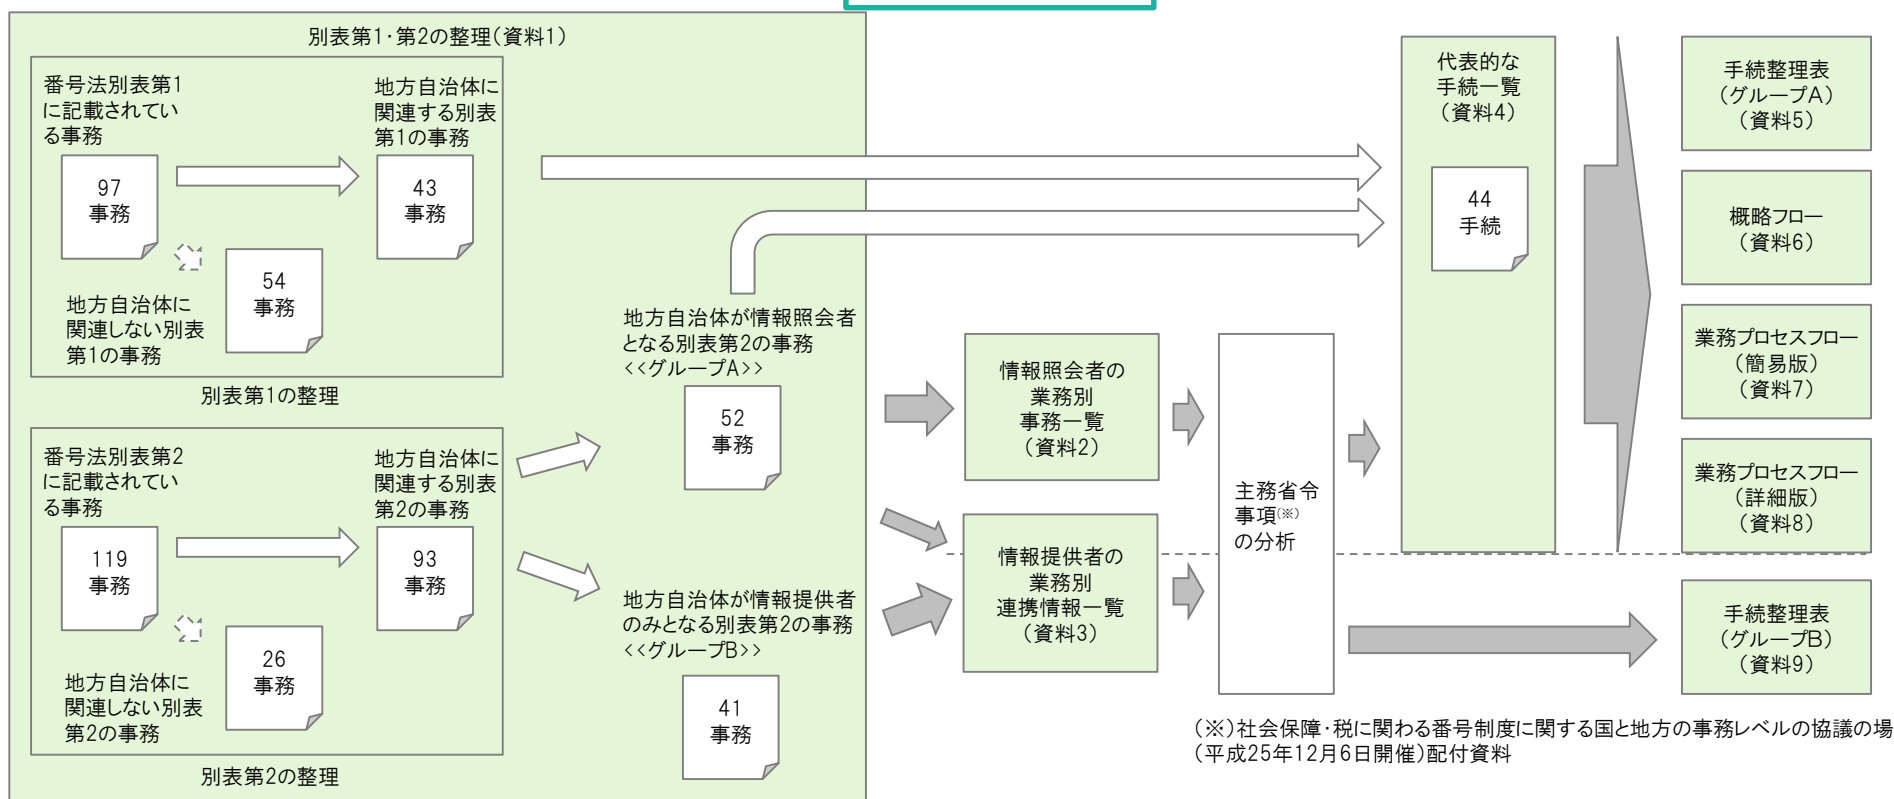 別表第1・第2の整理(資料1)
番号法別表第1
に記載されてい
る事務
97
事務
地方自治体に
関連する別表
第1の事務
43
事務
54
事務
地方自治体に
関連しない別表
第1の事務
別表第1の整理
番号法別表第2
に記載されてい
る事務
119
事務
地方自治体に
関連する別表
第2の事務
93
事務
26
事務
地方自治体に
関連しない別表
第2の事務
別表第2の整理
地方自治体が情報照会者
となる別表第2の事務
<<グループA>>
52
事務
地方自治体が情報提供者
のみとなる別表第2の事務
<<グループB>>
41
事務
情報照会者の
業務別
事務一覧
(資料2)
情報提供者の
業務別
連携情報一覧
(資料3)
主務省令
事項(※)
の分析
代表的な
手続一覧
(資料4)
44
手続
手続整理表
(グループA)
(資料5)
概略フロー
(資料6)
業務プロセスフロー
(簡易版)
(資料7)
業務プロセスフロー
(詳細版)
(資料8)
手続整理表
(グループB)
(資料9)
(※)社会保障・税に関わる番号制度に関する国と地方の事務レベルの協議の場
(平成25年12月6日開催)配付資料